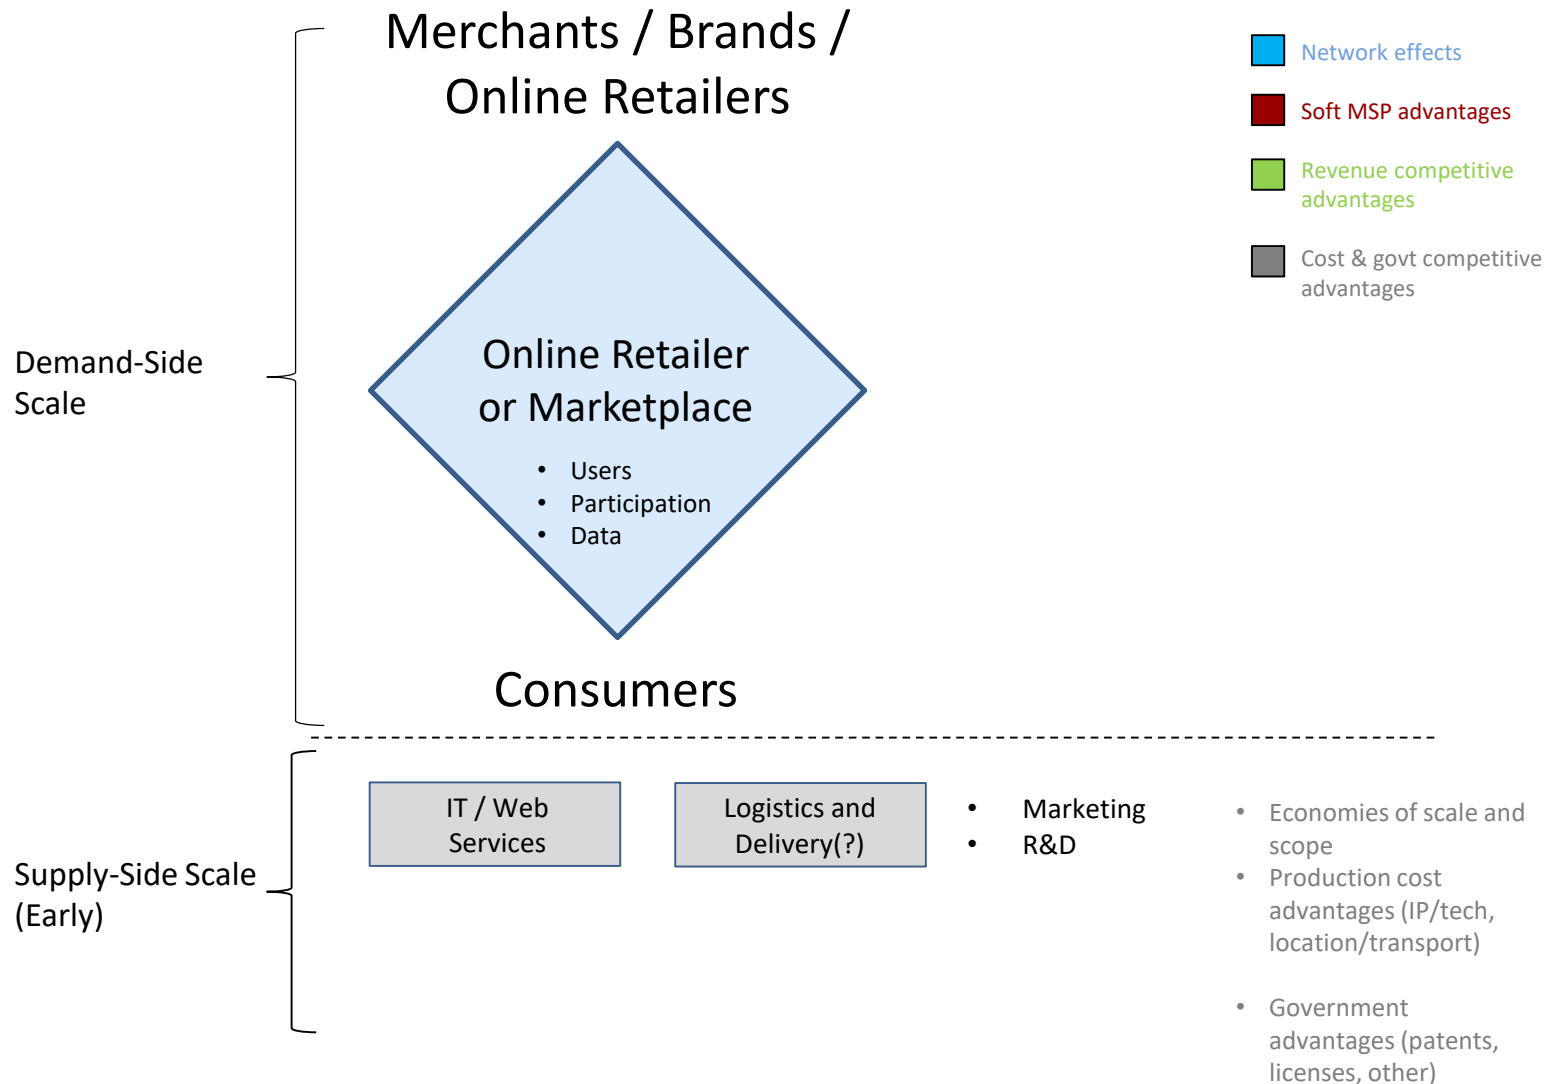 Merchants / Brands /
Online Retailers
Network effects
Soft MSP advantages
Revenue competitive
advantages
Cost & govt competitive
advantages
Demand-Side
Scale
Online Retailer
or Marketplace
• Users
• Participation
• Data
Consumers
Supply-Side Scale
(Early)
IT / Web
Services
Logistics and
Delivery(?)
• Marketing
• R&D
• Economies of scale and
scope
• Production cost
advantages (IP/tech,
location/transport)
• Government
advantages (patents,
licenses, other)